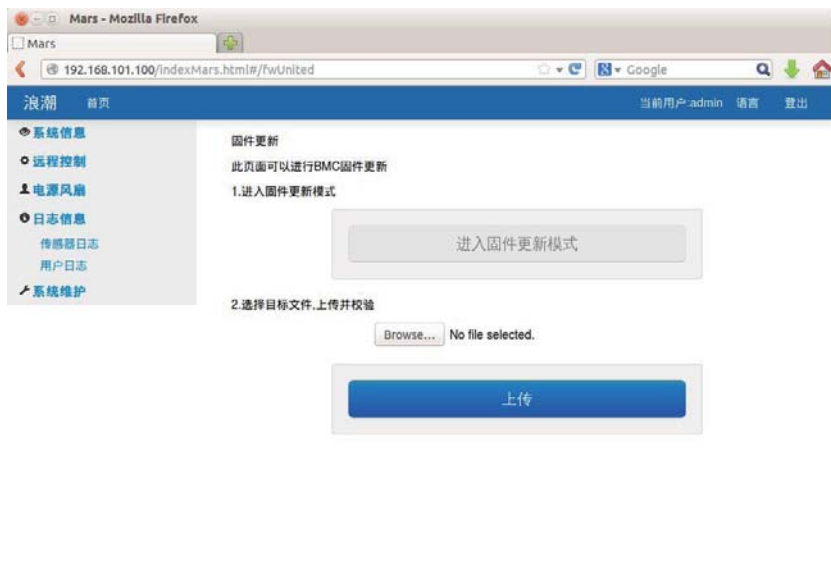 Mars - Mozilla Firefox
Mars
192.168.101.100/indexMars.html#/fwUnited
Google
浪潮 首页 当前用户:admin 语言 登出
系统信息
远程控制
电源风扇
日志信息
传感器日志
用户日志
系统维护
固件更新
此页面可以进行BMC固件更新
1.进入固件更新模式
进入固件更新模式
2.选择目标文件,上传并校验
Browse... No file selected.
上传